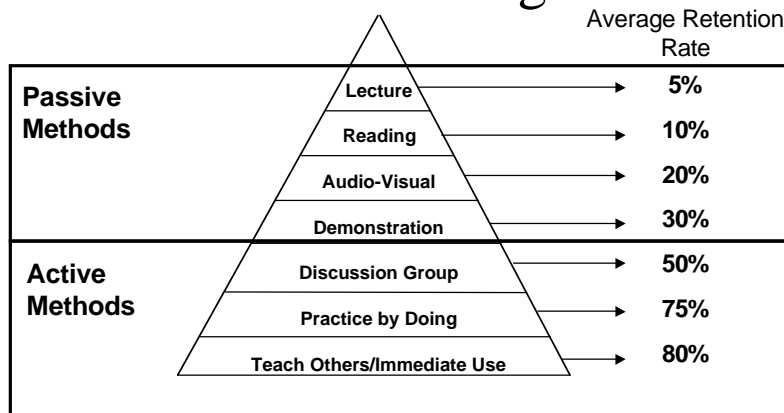 Average Retention
Rate
Passive
Methods
Lecture
5%
Reading
10%
Audio-Visual
20%
Demonstration
30%
Active
Methods
Discussion Group
50%
Practice by Doing
75%
Teach Others/Immediate Use
80%